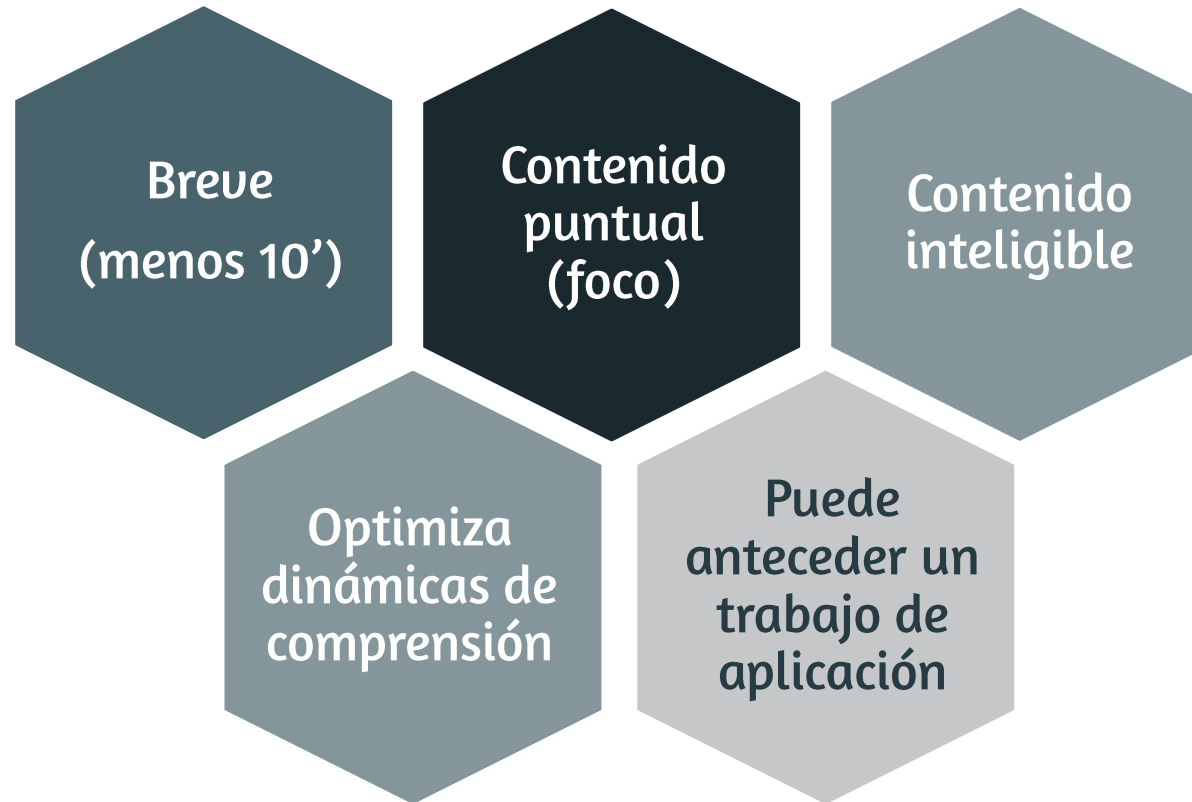 Breve
(menos 10’)
Contenido
puntual
(foco)
Contenido
inteligible
Optimiza
dinámicas de
comprensión
Puede
anteceder un
trabajo de
aplicación